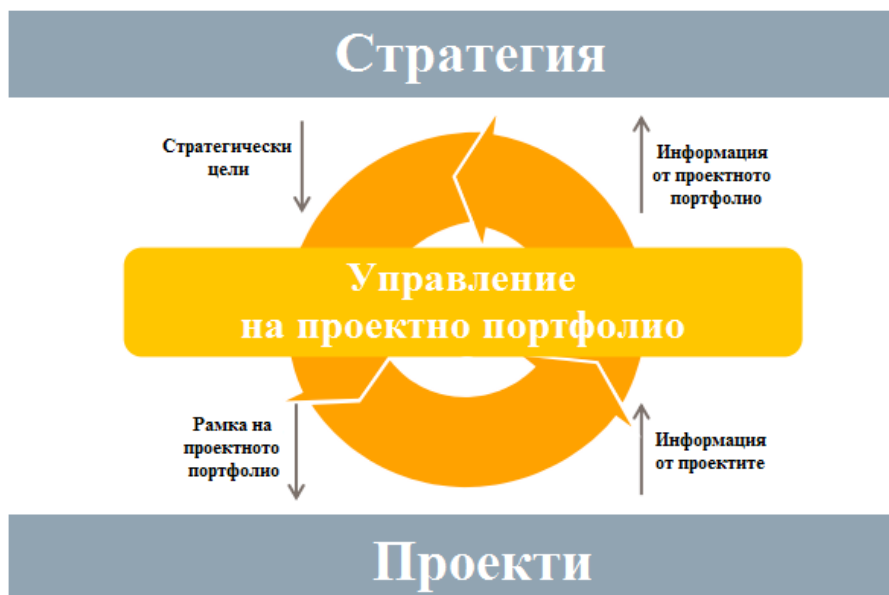 Стратегия
Стратегически
цели
Информация
от проектното
портфолио
Управление
на проектно портфолио
Рамка на
проектното
портфолио
Информация
от проектите
Проекти